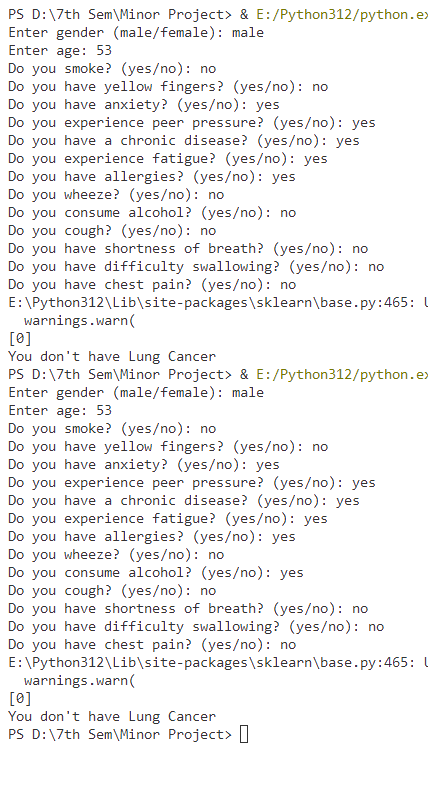 PS D:\7th Sem\Minor Project> & E:/Python312/python.ex
Enter gender (male/female): male
Enter age: 53
Do you smoke? (yes/no): no
Do you have yellow fingers? (yes/no): no
Do you have anxiety? (yes/no): yes
Do you experience peer pressure? (yes/no): yes
Do you have a chronic disease? (yes/no): yes
Do you experience fatigue? (yes/no): yes
Do you have allergies? (yes/no): yes
Do you wheeze? (yes/no): no
Do you consume alcohol? (yes/no): no
Do you cough? (yes/no): no
Do you have shortness of breath? (yes/no): no
Do you have difficulty swallowing? (yes/no): no
Do you have chest pain? (yes/no): no
E:\Python312\Lib\site-packages\sklearn\base.py:465: U
  warnings.warn(
[0]
You don't have Lung Cancer
PS D:\7th Sem\Minor Project> & E:/Python312/python.ex
Enter gender (male/female): male
Enter age: 53
Do you smoke? (yes/no): no
Do you have yellow fingers? (yes/no): no
Do you have anxiety? (yes/no): yes
Do you experience peer pressure? (yes/no): yes
Do you have a chronic disease? (yes/no): yes
Do you experience fatigue? (yes/no): yes
Do you have allergies? (yes/no): yes
Do you wheeze? (yes/no): no
Do you consume alcohol? (yes/no): yes
Do you cough? (yes/no): no
Do you have shortness of breath? (yes/no): no
Do you have difficulty swallowing? (yes/no): no
Do you have chest pain? (yes/no): no
E:\Python312\Lib\site-packages\sklearn\base.py:465: U
  warnings.warn(
[0]
You don't have Lung Cancer
PS D:\7th Sem\Minor Project>